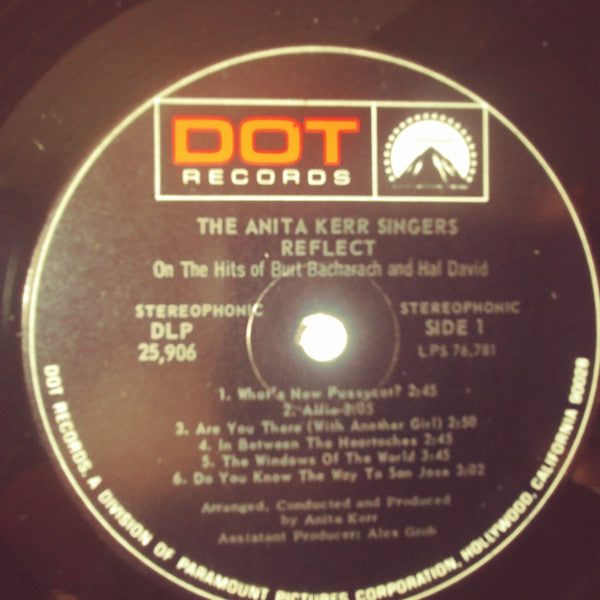 DOT
RECORDS
THE ANITA KERR SINGERS
REFLECT
On The Hits of Burt Bacharach and Hal David
STEREOPHONIC
DLP
25,906
STEREOPHONIC
SIDE 1
LPS 76,781
1. What's New Pussycat? 2:45
2. Alfie 3:05
3. Are You There (With Another Girl) 2:50
4. In Between The Heartaches 2:45
5. The Windows Of The World 3:45
6. Do You Know The Way To San Jose 3:02
Arranged, Conducted and Produced
by Anita Kerr
Assistant Producer: Alex Grob
DOT RECORDS, A DIVISION OF PARAMOUNT PICTURES CORPORATION, HOLLYWOOD, CALIFORNIA 90028